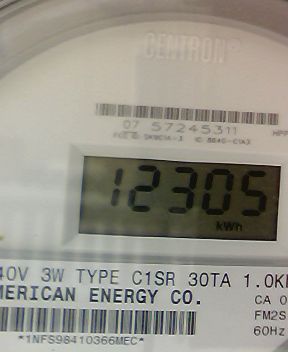 CENTRON
07 57245311
12305
kWh
40V 3W TYPE C1SR 30TA 1.0K
MERICAN ENERGY CO.
CA 0
FM2S
60Hz
*1NFS98410366MEC*